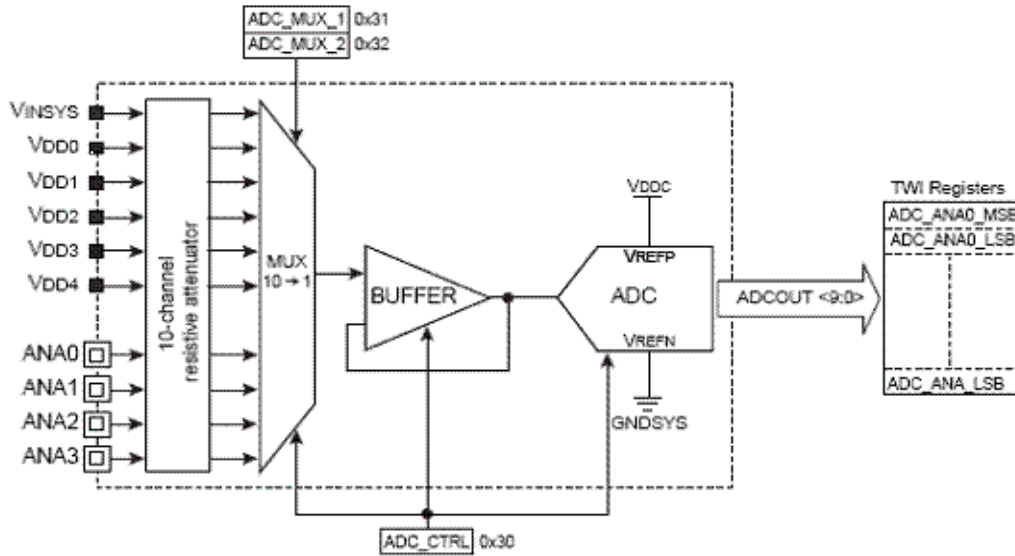 ADC_MUX_1 0x31
ADC_MUX_2 0x32
VINSYS
VDD0
VDD1
VDD2
VDD3
VDD4
ANA0
ANA1
ANA2
ANA3
10-channel
resistive attenuator
MUX
10→1
BUFFER
VDDC
VREFP
ADC
VREFN
GNDSYS
ADCOUT <9:0>
TWI Registers
ADC_ANA0_MSB
ADC_ANA0_LSB
ADC_ANA_LSB
ADC_CTRL 0x30